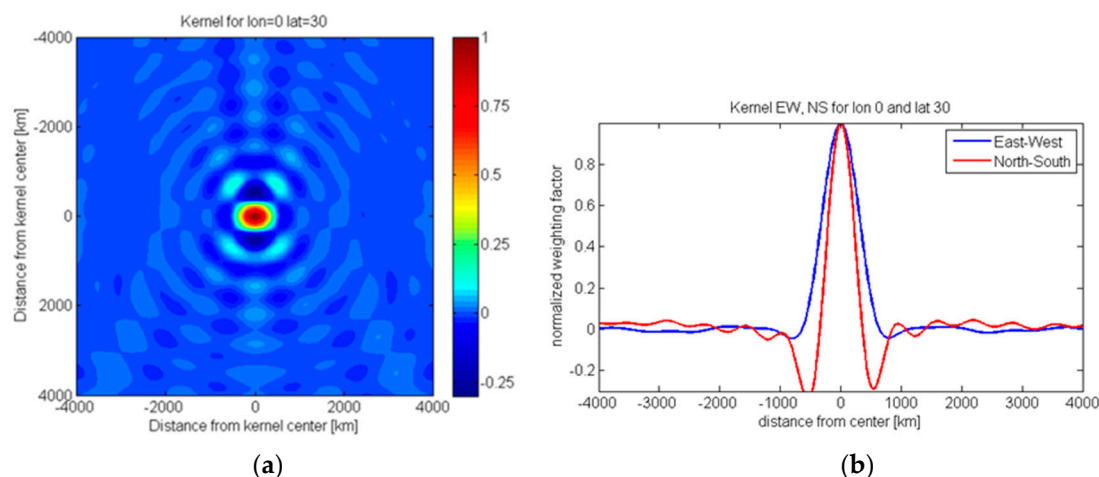 Kernel for lon=0 lat=30
-4000
-2000
0
2000
4000
Distance from kernel center [km]
-4000 -2000 0 2000 4000
Distance from kernel center [km]
1
0.75
0.5
0.25
0
-0.25
(a)
Kernel EW, NS for lon 0 and lat 30
East-West
North-South
0.8
0.6
0.4
0.2
0
-0.2
normalized weighting factor
-4000 -3000 -2000 -1000 0 1000 2000 3000 4000
distance from center [km]
(b)